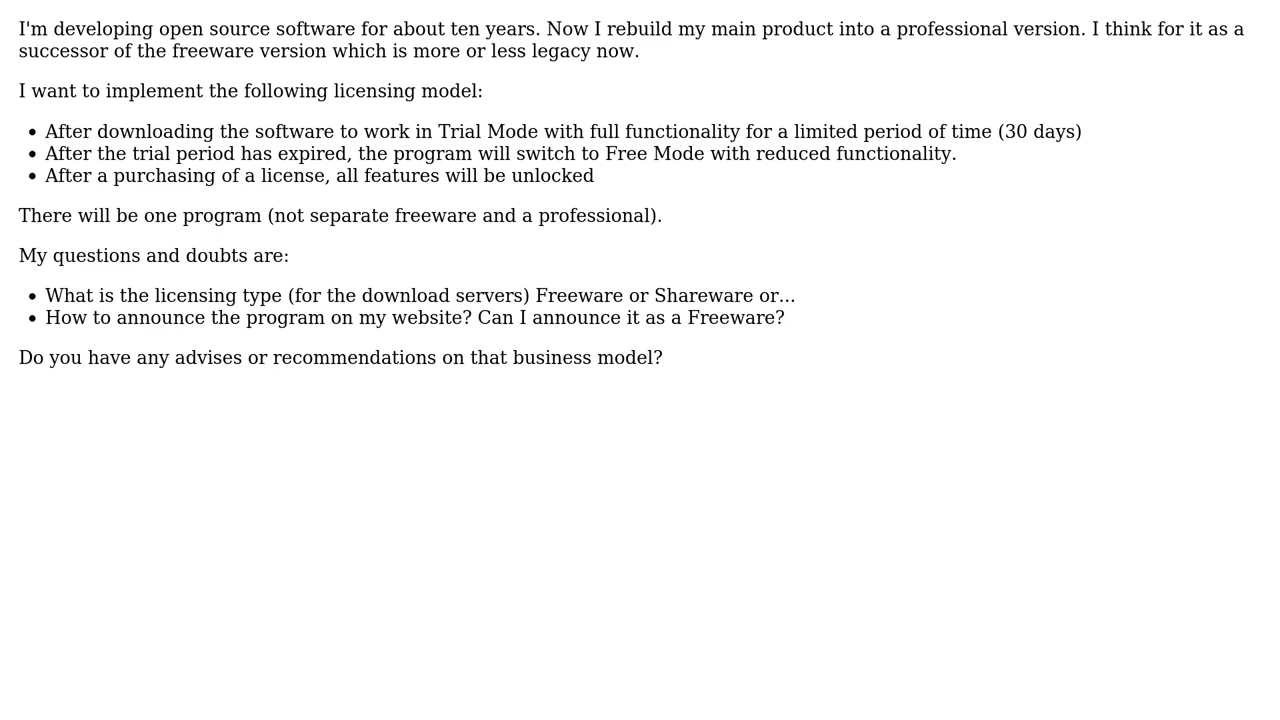 I'm developing open source software for about ten years. Now I rebuild my main product into a professional version. I think for it as a
successor of the freeware version which is more or less legacy now.
I want to implement the following licensing model:
• After downloading the software to work in Trial Mode with full functionality for a limited period of time (30 days)
• After the trial period has expired, the program will switch to Free Mode with reduced functionality.
• After a purchasing of a license, all features will be unlocked
There will be one program (not separate freeware and a professional).
My questions and doubts are:
• What is the licensing type (for the download servers) Freeware or Shareware or...
• How to announce the program on my website? Can I announce it as a Freeware?
Do you have any advises or recommendations on that business model?